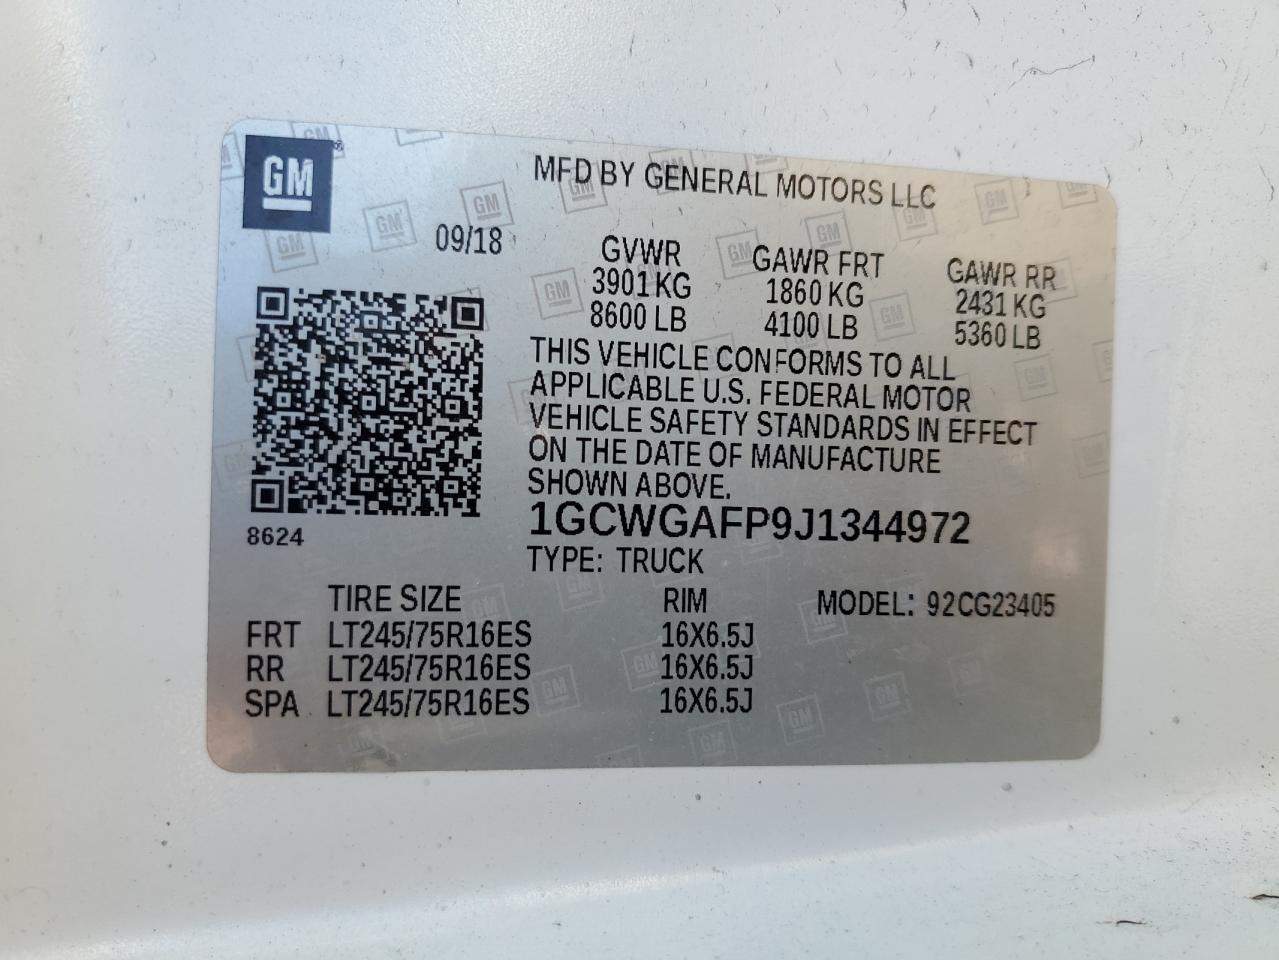 GM
MFD BY GENERAL MOTORS LLC
09/18
GVWR GAWR FRT GAWR RR
3901 KG 1860 KG 2431 KG
8600 LB 4100 LB 5360 LB
THIS VEHICLE CONFORMS TO ALL
APPLICABLE U.S. FEDERAL MOTOR
VEHICLE SAFETY STANDARDS IN EFFECT
ON THE DATE OF MANUFACTURE
SHOWN ABOVE.
8624
1GCWGAFP9J1344972
TYPE: TRUCK
TIRE SIZE RIM MODEL: 92CG23405
FRT LT245/75R16ES 16X6.5J
RR LT245/75R16ES 16X6.5J
SPA LT245/75R16ES 16X6.5J